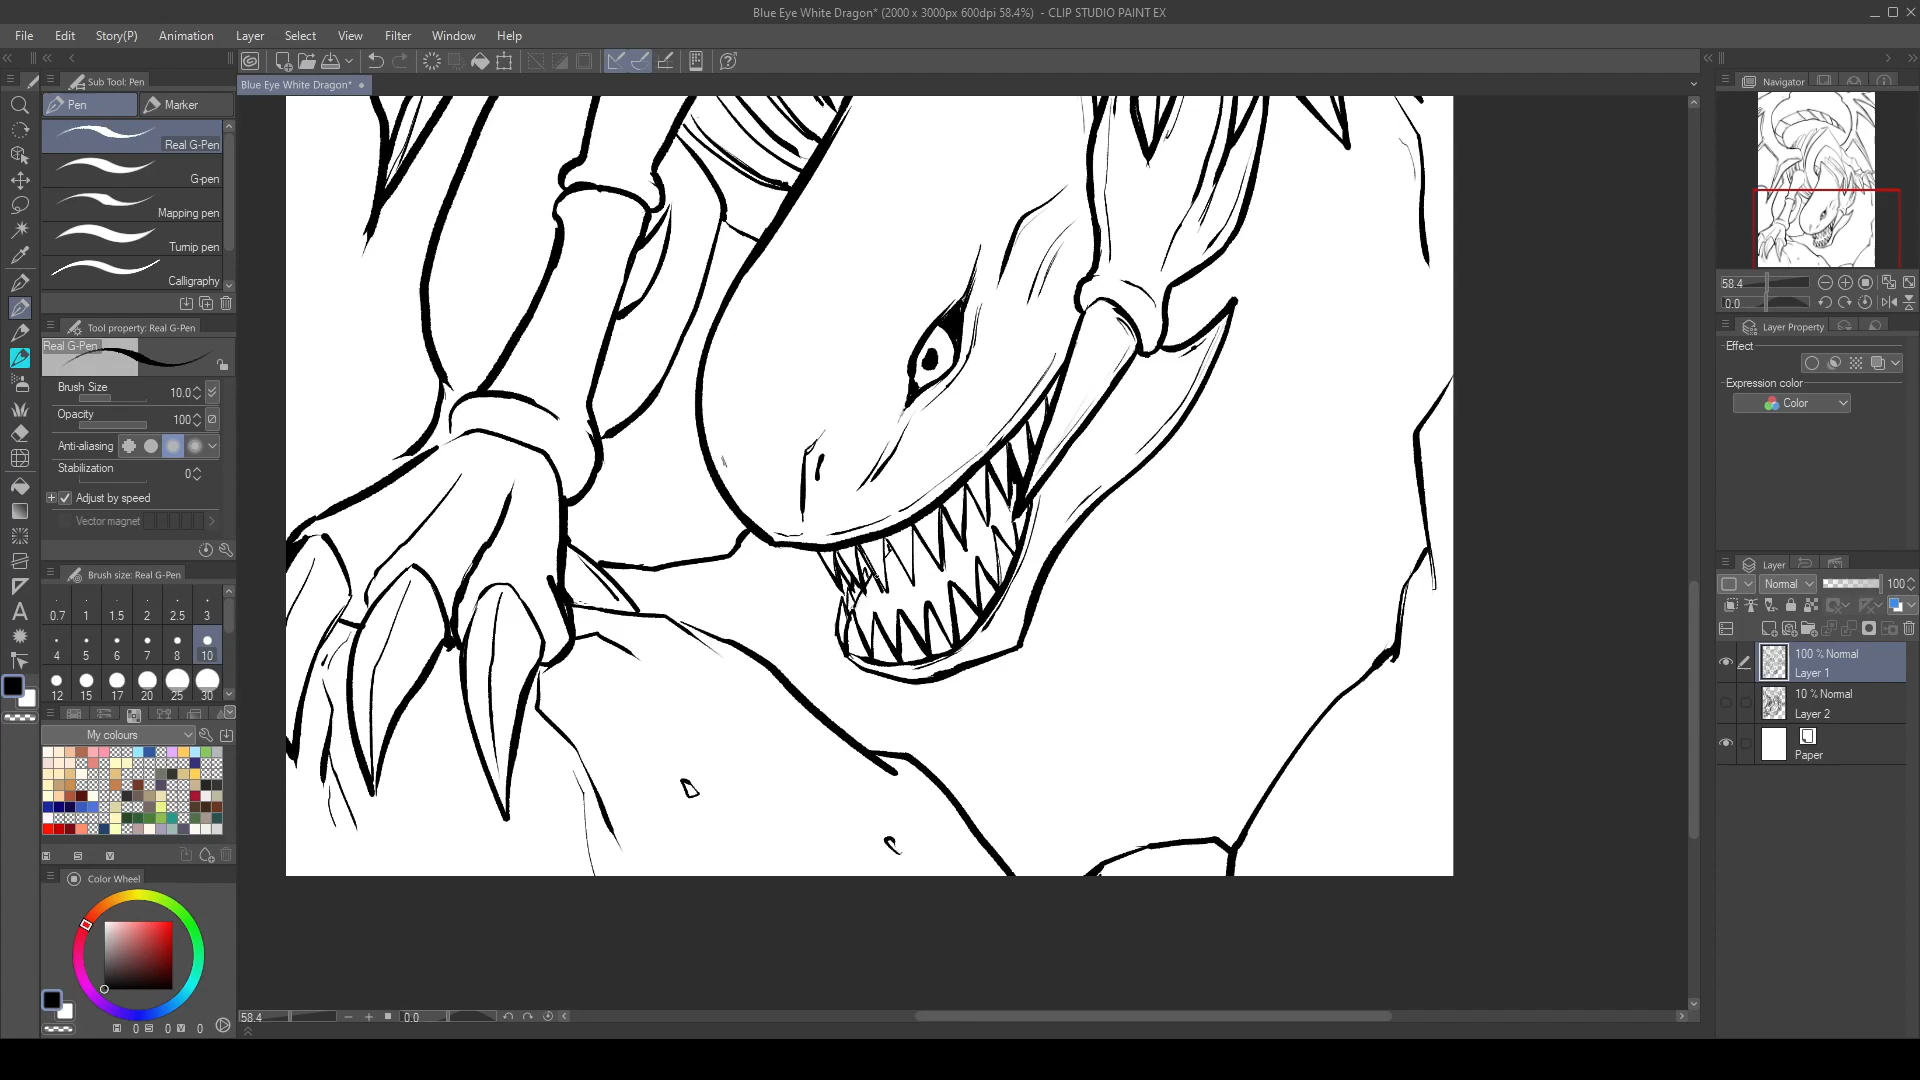 Blue Eye White Dragon* (2000 x 3000px 600dpi 58.4%) - CLIP STUDIO PAINT EX
File Edit Story(P) Animation Layer Select View Filter Window Help
Sub Tool: Pen
Blue Eye White Dragon*
Navigator
Pen Marker
Real G-Pen
G-pen
Mapping pen
Turnip pen
Calligraphy
58.4
0.0
Tool property: Real G-Pen
Layer Property
Real G-Pen
Effect
Brush Size 10.0
Expression color
Opacity 100
Color
Anti-aliasing
Stabilization 0
Adjust by speed
Vector magnet
Brush size: Real G-Pen
Layer
Normal 100
0.7 1 1.5 2 2.5 3
4 5 6 7 8 10
12 15 17 20 25 30
100 % Normal
Layer 1
10 % Normal
Layer 2
Paper
My colours
H S V
Color Wheel
58.4 0.0
H 0 S 0 V 0